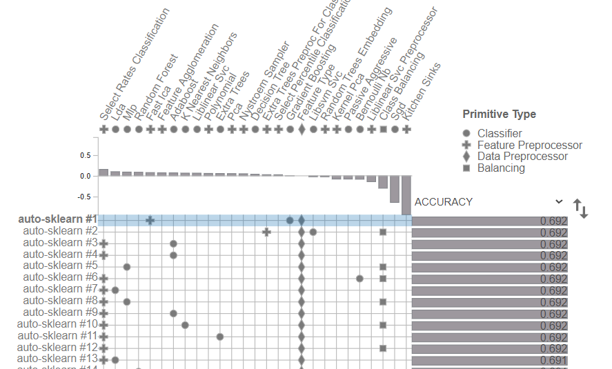 Select Rates Classification
Lda
Mlp
Random Forest
Fast Ica
Feature Agglomeration
Adaboost
K Nearest Neighbors
Liblinear Svc
Polynomial
Extra Trees
Pca
Nystroem Sampler
Decision Tree
Extra Trees Preproc For
Select Percentile
Gradient Boosting
Feature Type
Libsvm Svc
Random Trees Embedding
Kernel Pca
Passive Aggressive
Bernoulli Nb
Liblinear Svc Preprocessor
Class Balancing
Sgd
Kitchen Sinks
Primitive Type
Classifier
Feature Preprocessor
Data Preprocessor
Balancing
0.5
0.0
-0.5
ACCURACY
auto-sklearn #1 0.692
auto-sklearn #2 0.692
auto-sklearn #3 0.692
auto-sklearn #4 0.692
auto-sklearn #5 0.692
auto-sklearn #6 0.692
auto-sklearn #7 0.692
auto-sklearn #8 0.692
auto-sklearn #9 0.692
auto-sklearn #10 0.692
auto-sklearn #11 0.692
auto-sklearn #12 0.692
auto-sklearn #13 0.691